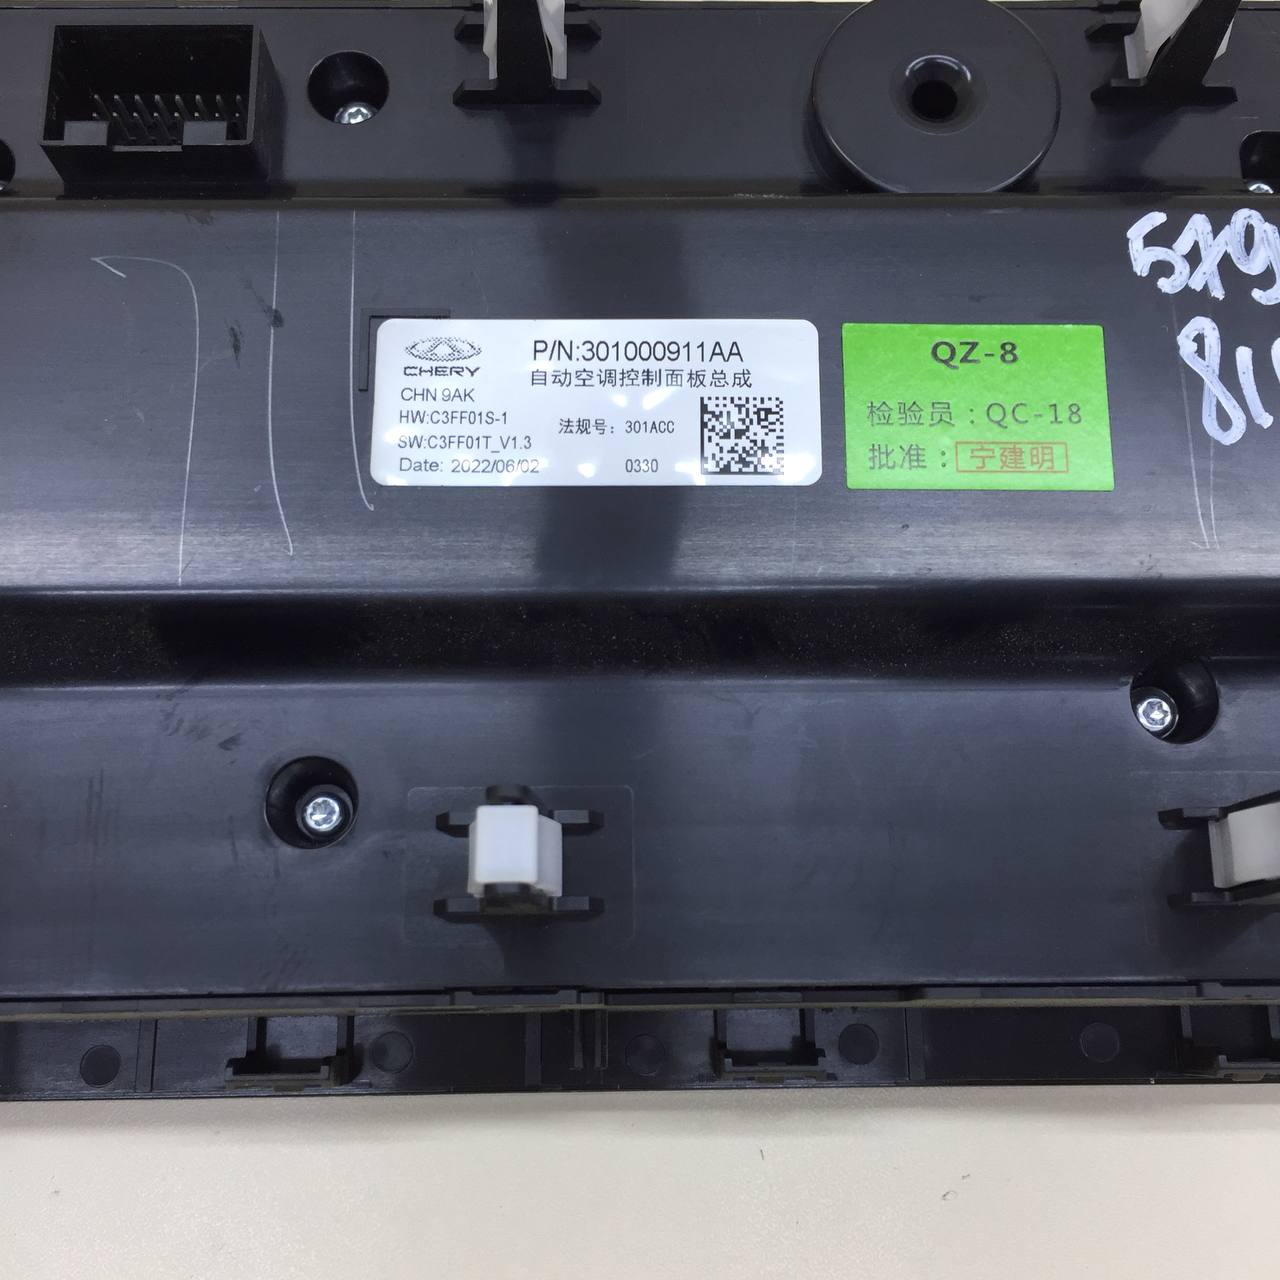 CHERY
P/N:301000911AA
自动空调控制面板总成
CHN 9AK
HW:C3FF01S-1
法规号: 301ACC
SW:C3FF01T_V1.3
Date: 2022/06/02
0330
QZ-8
检验员:QC-18
批准:宁建明
579
81